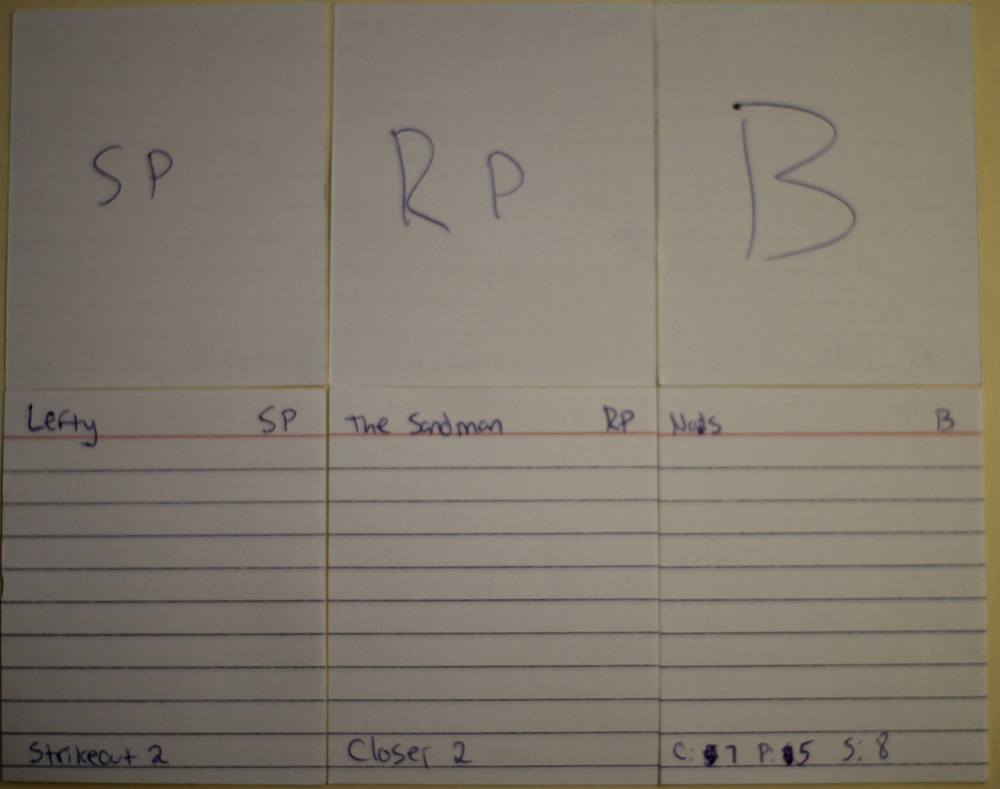 SP
RP
B
Lefty SP
The Sandman RP
Nods B
Strikeout 2
Closer 2
C: 7 P: 5 S: 8